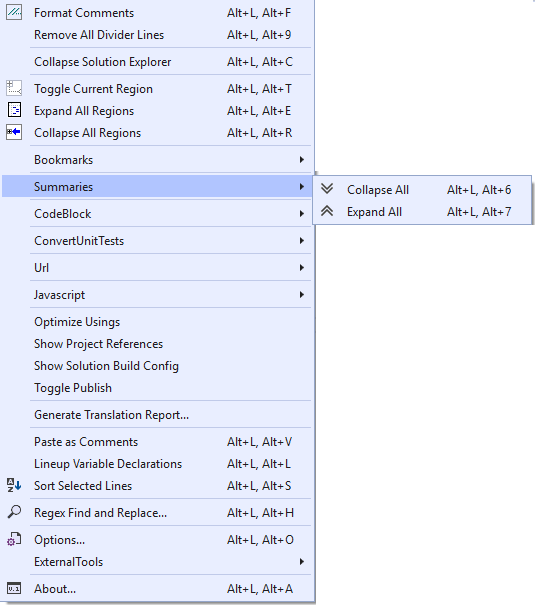 Format Comments Alt+L, Alt+F
Remove All Divider Lines Alt+L, Alt+9
Collapse Solution Explorer Alt+L, Alt+C
Toggle Current Region Alt+L, Alt+T
Expand All Regions Alt+L, Alt+E
Collapse All Regions Alt+L, Alt+R
Bookmarks
Summaries
Collapse All Alt+L, Alt+6
Expand All Alt+L, Alt+7
CodeBlock
ConvertUnitTests
Url
Javascript
Optimize Usings
Show Project References
Show Solution Build Config
Toggle Publish
Generate Translation Report...
Paste as Comments Alt+L, Alt+V
Lineup Variable Declarations Alt+L, Alt+L
Sort Selected Lines Alt+L, Alt+S
Regex Find and Replace... Alt+L, Alt+H
Options... Alt+L, Alt+O
ExternalTools
About... Alt+L, Alt+A